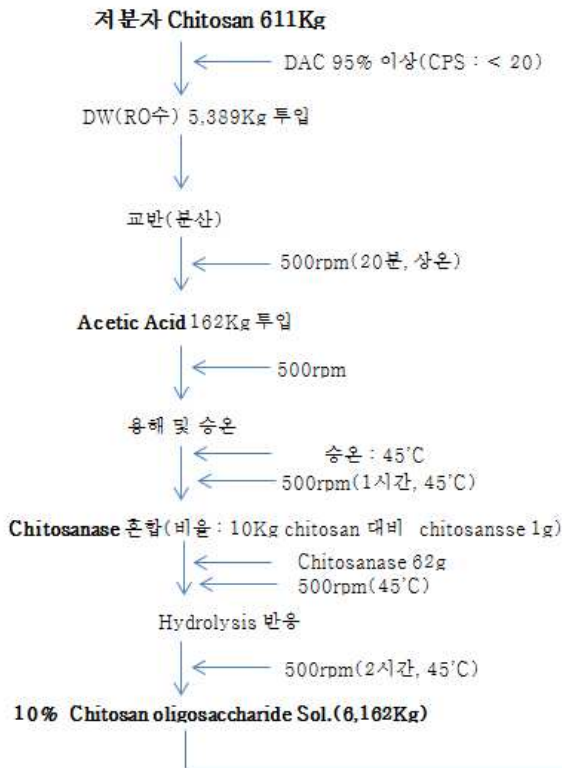 저분자 Chitosan 611Kg
DAC 95% 이상(CPS : < 20)
DW(RO수) 5,389Kg 투입
교반(분산)
500rpm(20분, 상온)
Acetic Acid 162Kg 투입
500rpm
용해 및 승온
승온 : 45'C
500rpm(1시간, 45'C)
Chitosanase 혼합(비율 : 10Kg chitosan 대비 chitosansse 1g)
Chitosanase 62g
500rpm(45'C)
Hydrolysis 반응
500rpm(2시간, 45'C)
10% Chitosan oligosaccharide Sol.(6,162Kg)